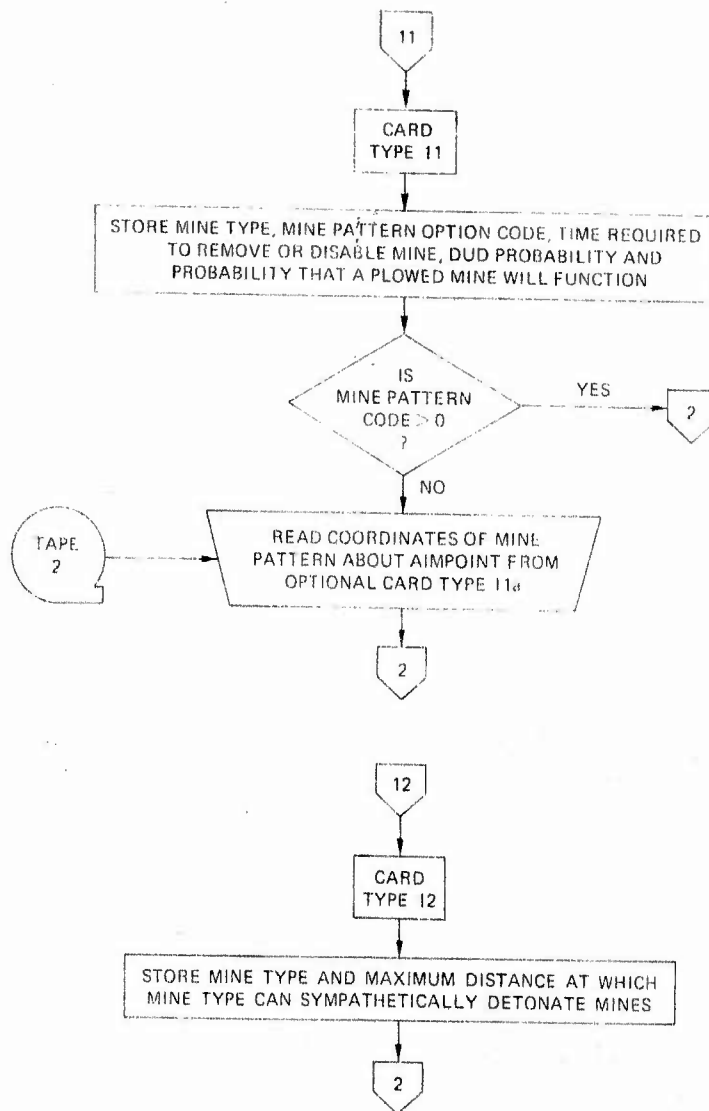 11
CARD
TYPE 11
STORE MINE TYPE, MINE PATTERN OPTION CODE, TIME REQUIRED
TO REMOVE OR DISABLE MINE, DUD PROBABILITY AND
PROBABILITY THAT A PLOWED MINE WILL FUNCTION
IS
MINE PATTERN
CODE > 0
?
YES
2
NO
TAPE
2
READ COORDINATES OF MINE
PATTERN ABOUT AIMPOINT FROM
OPTIONAL CARD TYPE 11a
2
12
CARD
TYPE 12
STORE MINE TYPE AND MAXIMUM DISTANCE AT WHICH
MINE TYPE CAN SYMPATHETICALLY DETONATE MINES
2